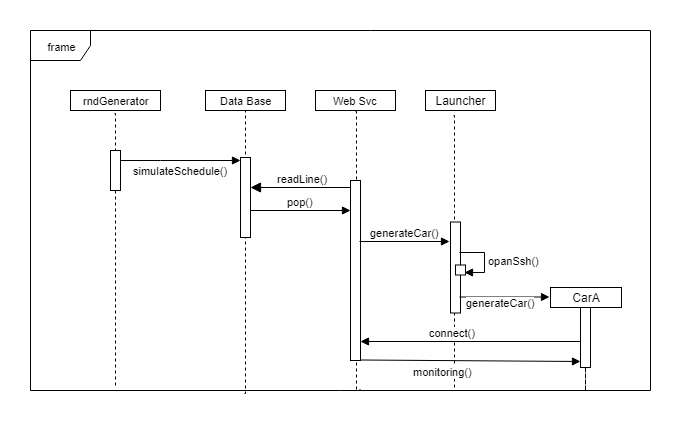 frame
rndGenerator
Data Base
Web Svc
Launcher
simulateSchedule()
readLine()
pop()
generateCar()
opanSsh()
CarA
generateCar()
connect()
monitoring()